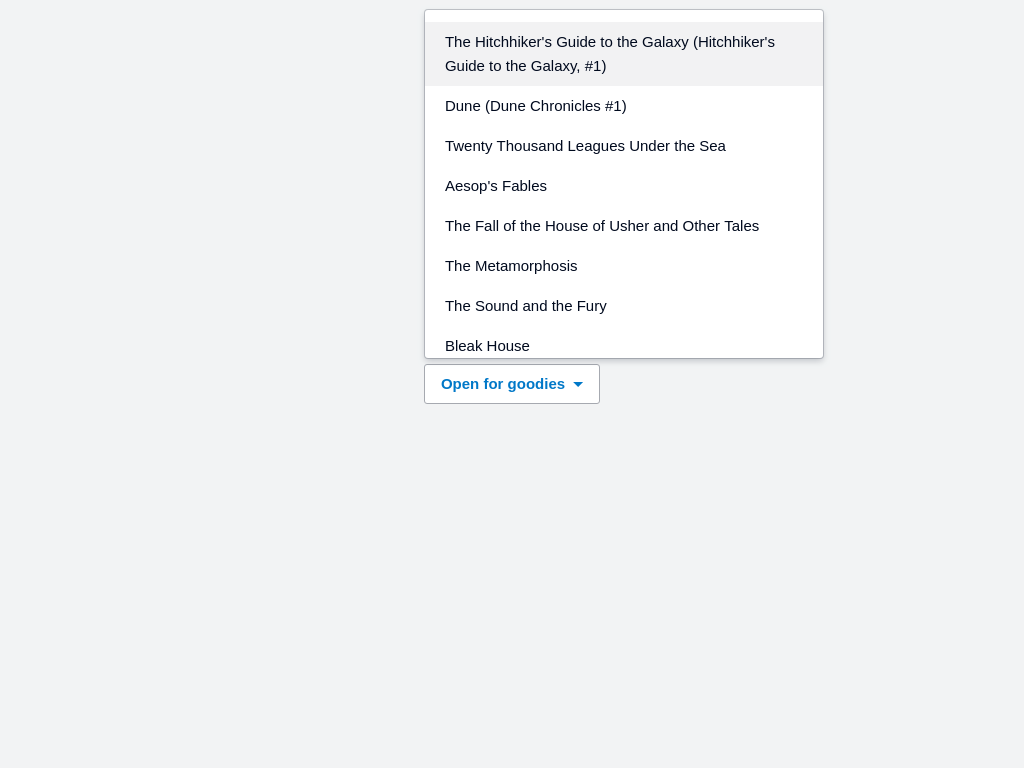 The Hitchhiker's Guide to the Galaxy (Hitchhiker's
Guide to the Galaxy, #1)
Dune (Dune Chronicles #1)
Twenty Thousand Leagues Under the Sea
Aesop's Fables
The Fall of the House of Usher and Other Tales
The Metamorphosis
The Sound and the Fury
Bleak House
Open for goodies